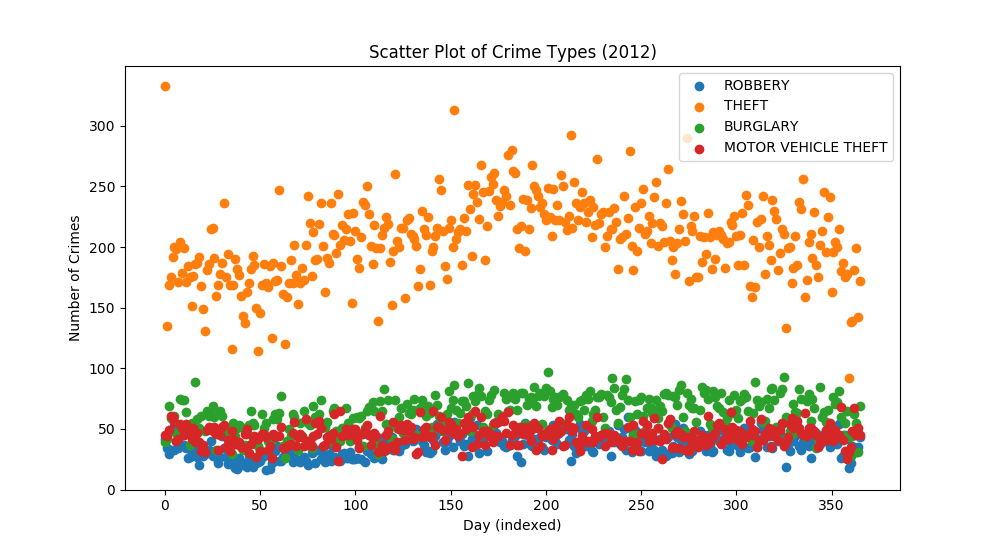 Scatter Plot of Crime Types (2012)
ROBBERY
THEFT
BURGLARY
MOTOR VEHICLE THEFT
Number of Crimes
300
250
200
150
100
50
0
0 50 100 150 200 250 300 350
Day (indexed)